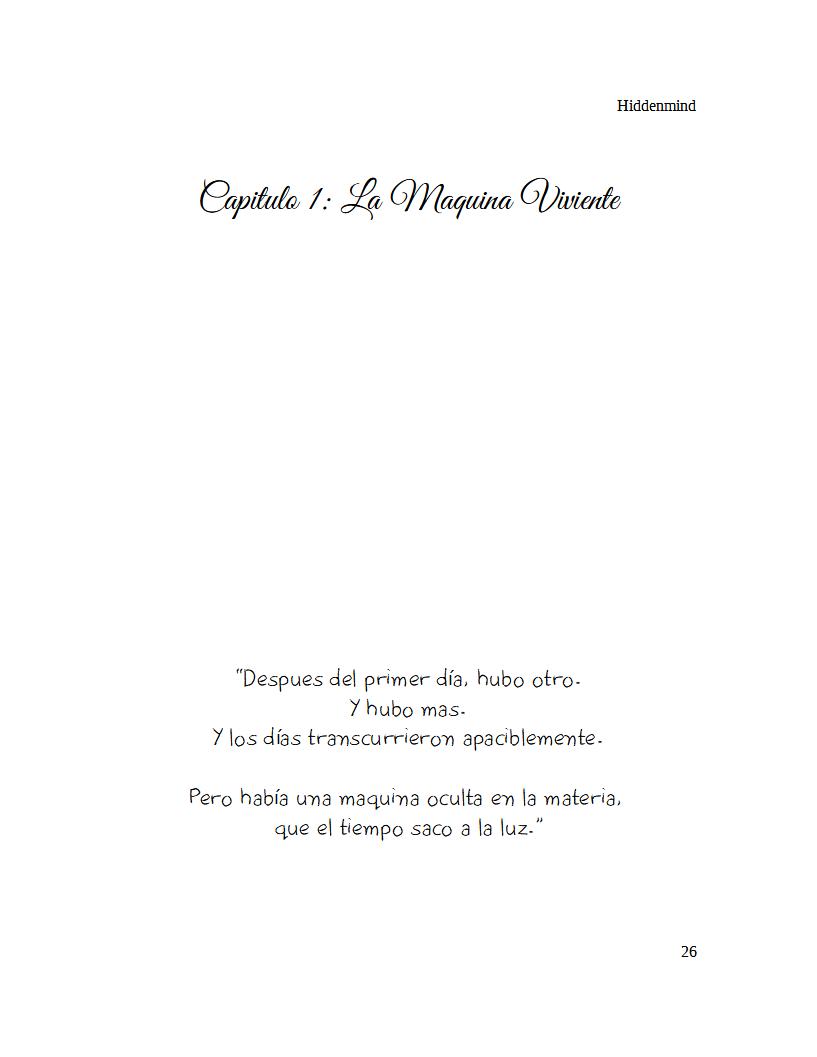 Hiddenmind
Capitulo 1: La Maquina Viviente
“Despues del primer día, hubo otro.
Y hubo mas.
Y los días transcurrieron apaciblemente.
Pero había una maquina oculta en la materia,
que el tiempo saco a la luz.”
26